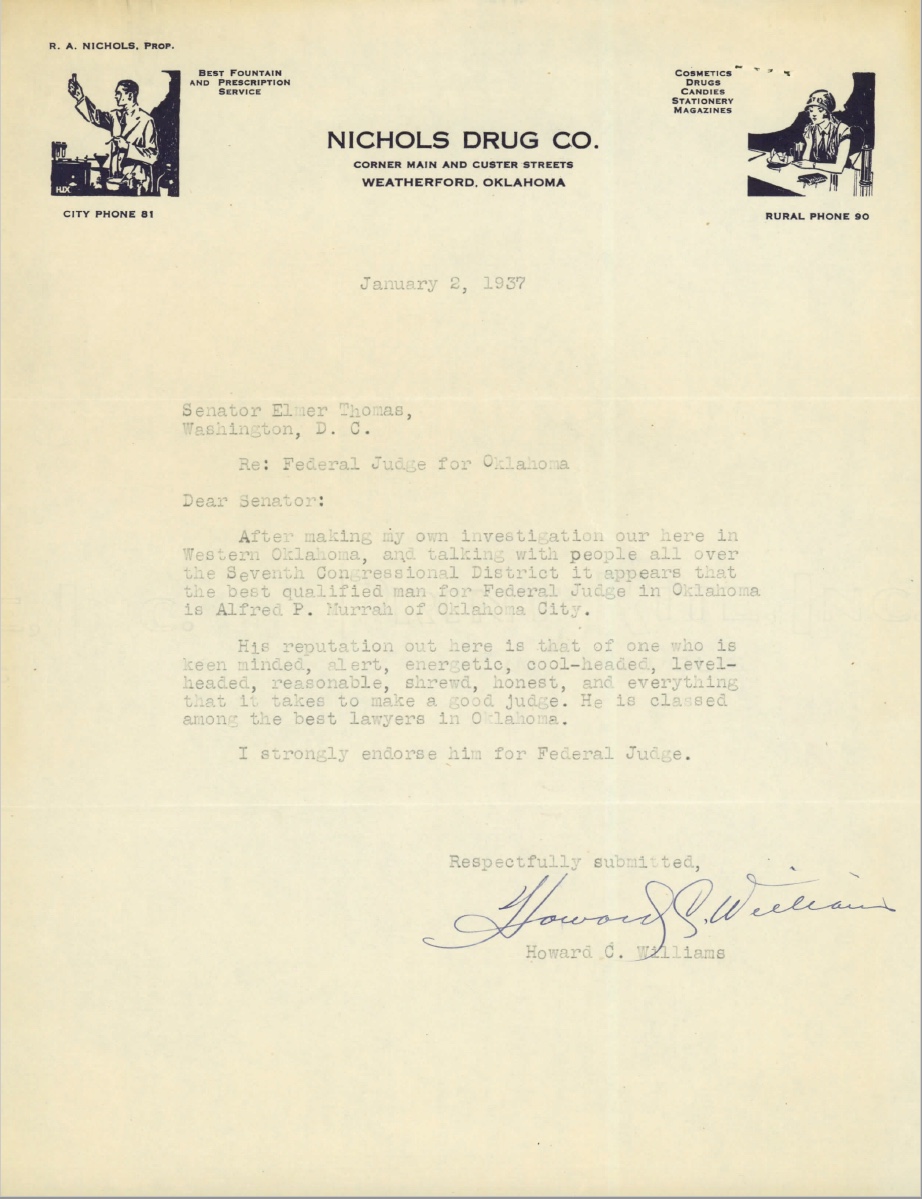 R. A. NICHOLS, PROP.
BEST FOUNTAIN
AND PRESCRIPTION
SERVICE
COSMETICS
DRUGS
CANDIES
STATIONERY
MAGAZINES
NICHOLS DRUG CO.
CORNER MAIN AND CUSTER STREETS
WEATHERFORD, OKLAHOMA
HIX
CITY PHONE 81
RURAL PHONE 90
January 2, 1937
Senator Elmer Thomas,
Washington, D. C.
Re: Federal Judge for Oklahoma
Dear Senator:
After making my own investigation our here in
Western Oklahoma, and talking with people all over
the Seventh Congressional District it appears that
the best qualified man for Federal Judge in Oklahoma
is Alfred P. Murrah of Oklahoma City.
His reputation out here is that of one who is
keen minded, alert, energetic, cool-headed, level-
headed, reasonable, shrewd, honest, and everything
that it takes to make a good judge. He is classed
among the best lawyers in Oklahoma.
I strongly endorse him for Federal Judge.
Respectfully submitted,
Howard C. Williams
Howard C. Williams